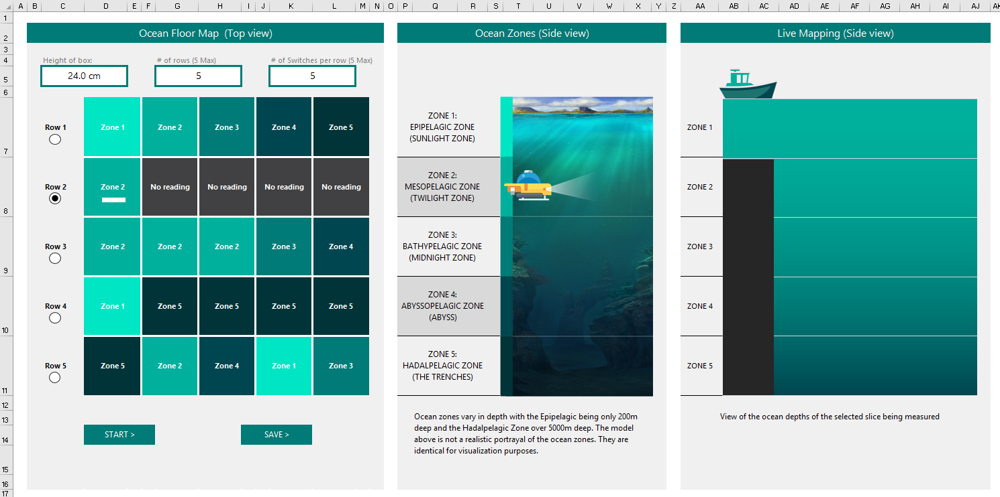 A B C D E F G H I J K L M N O P Q R S T U V W X Y Z AA AB AC AD AE AF AG AH AI AJ
1
2
3
4
5
6
7
8
9
10
11
12
13
14
15
16
17
Ocean Floor Map (Top view)
Height of box:
# of rows (5 Max)
# of Switches per row (5 Max)
24.0 cm
5
5
Row 1
Zone 1
Zone 2
Zone 3
Zone 4
Zone 5
Row 2
Zone 2
No reading
No reading
No reading
No reading
Row 3
Zone 2
Zone 2
Zone 2
Zone 3
Zone 4
Row 4
Zone 1
Zone 5
Zone 5
Zone 5
Zone 5
Row 5
Zone 5
Zone 2
Zone 4
Zone 1
Zone 3
START >
SAVE >
Ocean Zones (Side view)
ZONE 1:
EPIPELAGIC ZONE
(SUNLIGHT ZONE)
ZONE 2:
MESOPELAGIC ZONE
(TWILIGHT ZONE)
ZONE 3:
BATHYPELAGIC ZONE
(MIDNIGHT ZONE)
ZONE 4:
ABYSSOPELAGIC ZONE
(ABYSS)
ZONE 5:
HADALPELAGIC ZONE
(THE TRENCHES)
Ocean zones vary in depth with the Epipelagic being only 200m
deep and the Hadalpelagic Zone over 5000m deep. The model
above is not a realistic portrayal of the ocean zones. They are
identical for visualization purposes.
Live Mapping (Side view)
ZONE 1
ZONE 2
ZONE 3
ZONE 4
ZONE 5
View of the ocean depths of the selected slice being measured